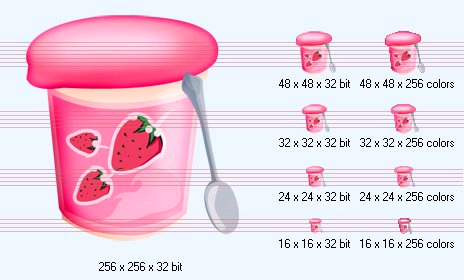 48 x 48 x 32 bit 48 x 48 x 256 colors
32 x 32 x 32 bit 32 x 32 x 256 colors
24 x 24 x 32 bit 24 x 24 x 256 colors
16 x 16 x 32 bit 16 x 16 x 256 colors
256 x 256 x 32 bit